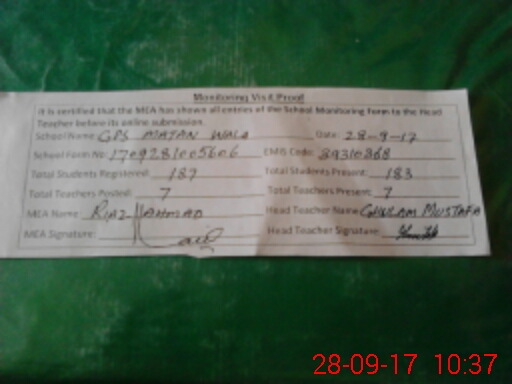 Monitoring Visit Proof
It is certified that the MEA has shown all entries of the School Monitoring form to the Head
Teacher before its online submission.
School Name: GPS MATAN WALA Date: 28-9-17
School Form No: 1709281005606 EMIS Code: 39310868
Total Students Registered: 187 Total Students Present: 183
Total Teachers Posted: 7 Total Teachers Present: 7
MEA Name: RIAZ AHMAD Head Teacher Name: GHULAM MUSTAFA
MEA Signature: Head Teacher Signature:
28-09-17 10:37